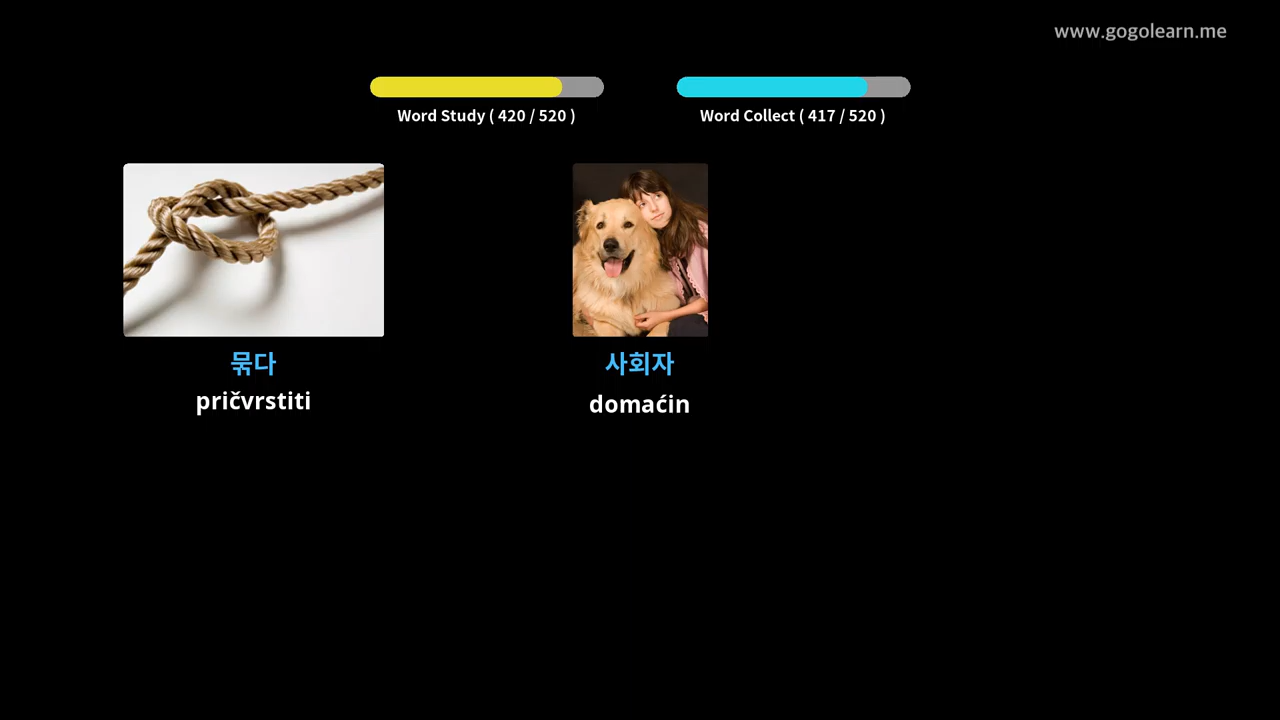 www.gogolearn.me
Word Study ( 420 / 520 )
Word Collect ( 417 / 520 )
묶다
pričvrstiti
사회자
domaćin